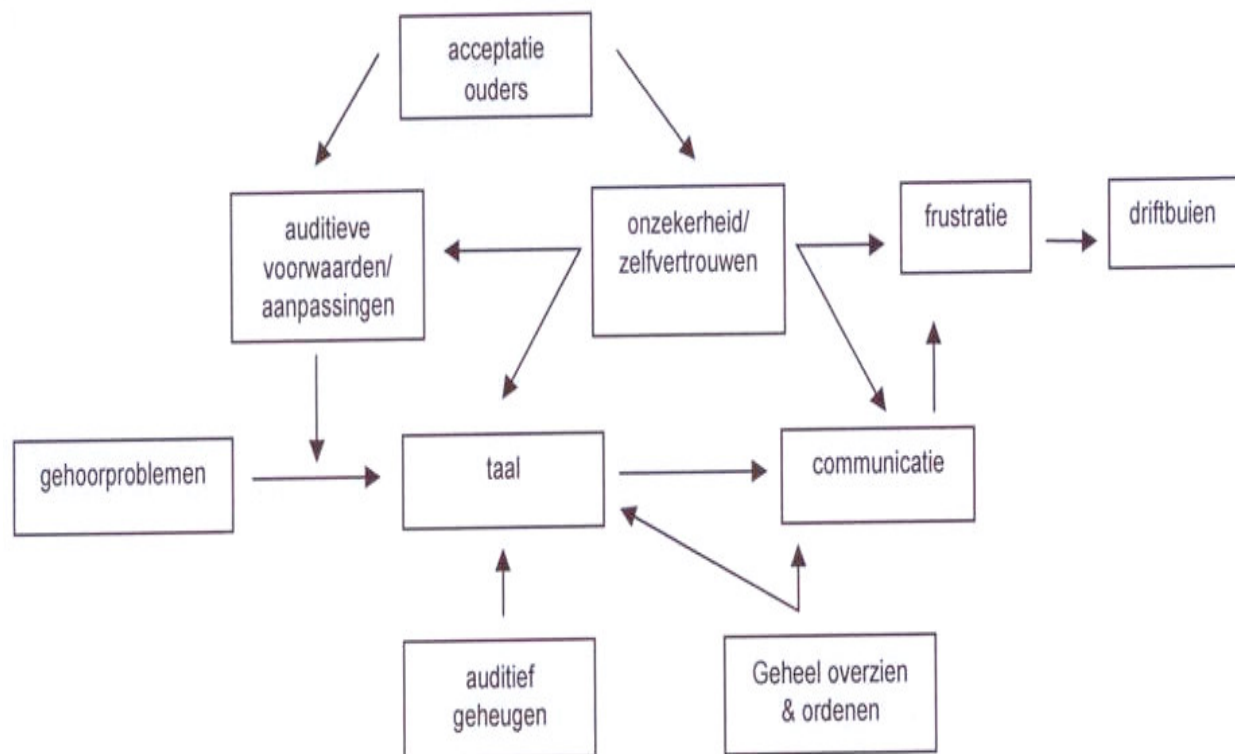 acceptatie
ouders
auditieve
voorwaarden/
aanpassingen
onzekerheid/
zelfvertrouwen
frustratie
driftbuien
gehoorproblemen
taal
communicatie
auditief
geheugen
Geheel overzien
& ordenen